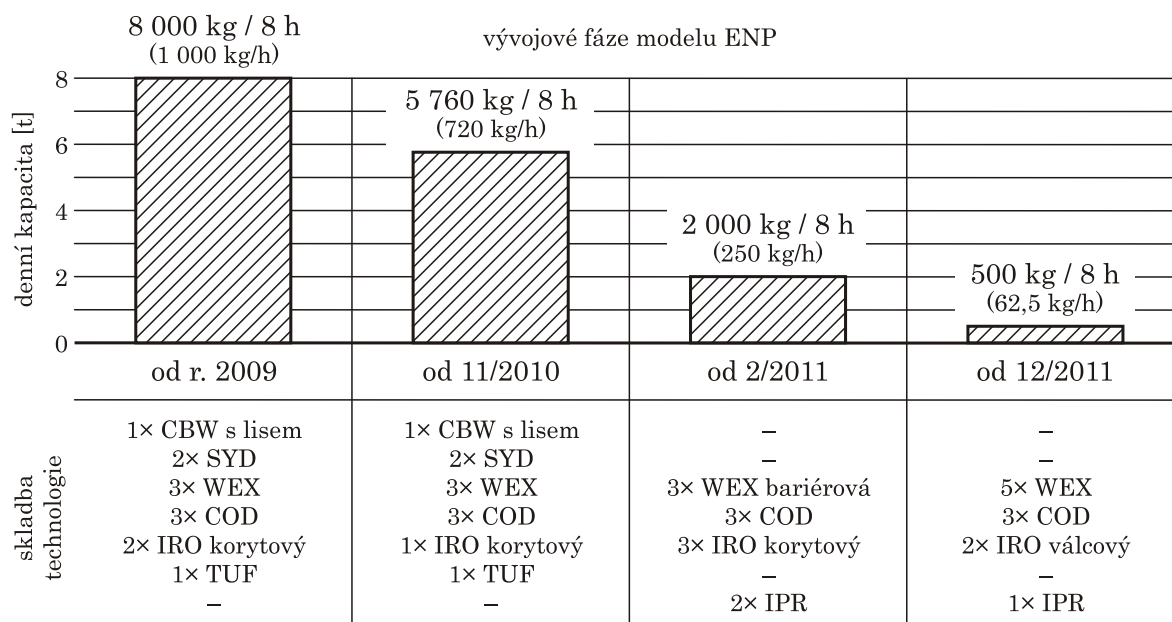 vývojové fáze modelu ENP
8 000 kg / 8 h
(1 000 kg/h)
5 760 kg / 8 h
(720 kg/h)
2 000 kg / 8 h
(250 kg/h)
500 kg / 8 h
(62,5 kg/h)
denní kapacita [t]
8
6
4
2
0
od r. 2009
od 11/2010
od 2/2011
od 12/2011
skladba
technologie
1× CBW s lisem
2× SYD
3× WEX
3× COD
2× IRO korytový
1× TUF
–
1× CBW s lisem
2× SYD
3× WEX
3× COD
1× IRO korytový
1× TUF
–
–
–
3× WEX bariérová
3× COD
3× IRO korytový
–
2× IPR
–
–
5× WEX
3× COD
2× IRO válcový
–
1× IPR